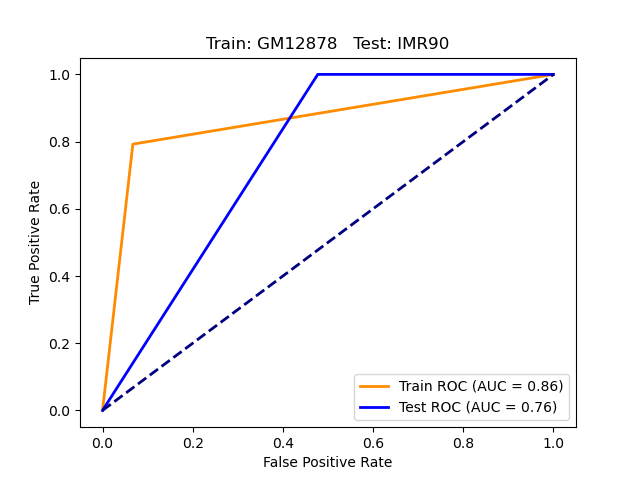 Train: GM12878   Test: IMR90
True Positive Rate
1.0
0.8
0.6
0.4
0.2
0.0
Train ROC (AUC = 0.86)
Test ROC (AUC = 0.76)
0.0 0.2 0.4 0.6 0.8 1.0
False Positive Rate